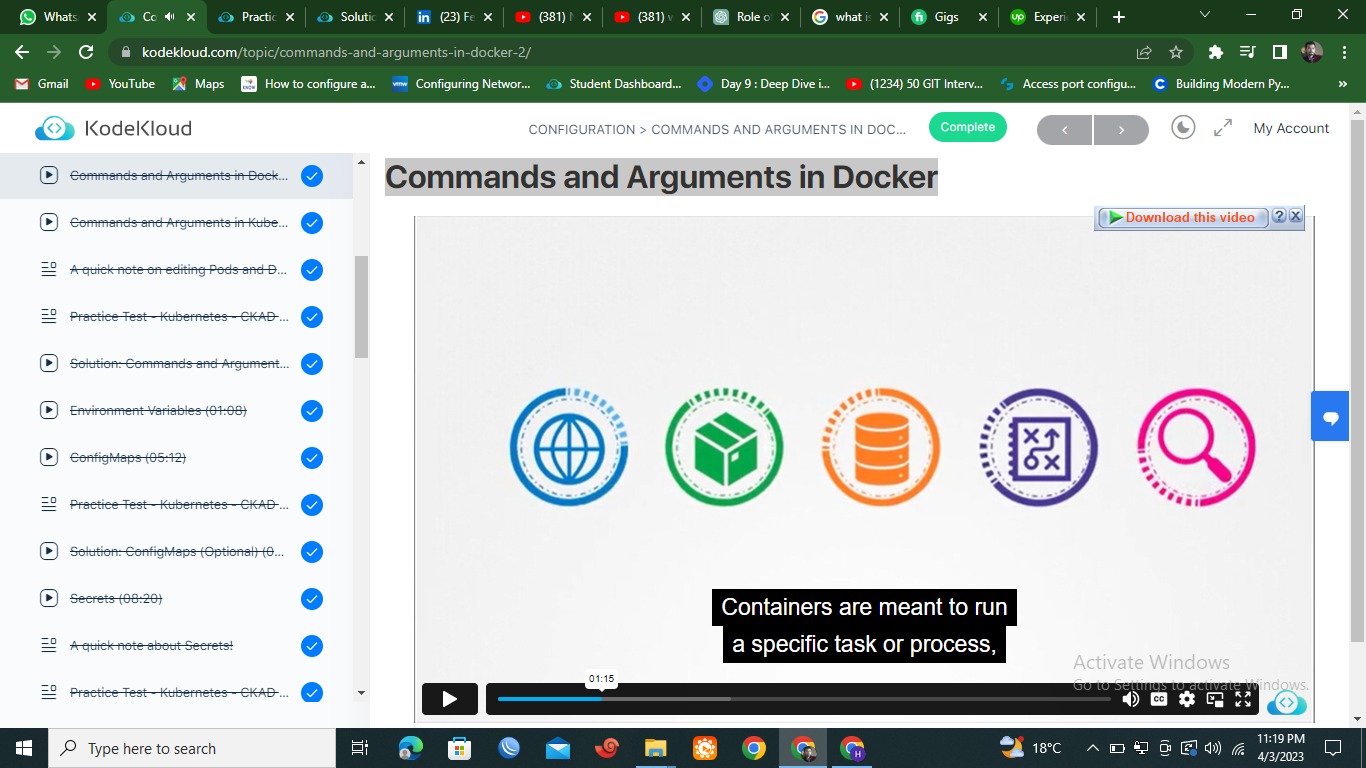 Whats
Co
Practic
Solutic
in (23) Fe
(381) N
(381) v
Role o
what is
fi Gigs
up Experi
kodekloud.com/topic/commands-and-arguments-in-docker-2/
Gmail
YouTube
Maps
How to configure a...
vmw Configuring Networ...
Student Dashboard...
Day 9 : Deep Dive i...
(1234) 50 GIT Interv...
Access port configu...
C Building Modern Py...
»
KodeKloud
CONFIGURATION > COMMANDS AND ARGUMENTS IN DOC...
Complete
My Account
Commands and Arguments in Dock...
Commands and Arguments in Kube...
A quick note on editing Pods and D...
Practice Test - Kubernetes - CKAD ...
Solution: Commands and Argument...
Environment Variables (01:08)
ConfigMaps (05:12)
Practice Test - Kubernetes - CKAD ...
Solution: ConfigMaps (Optional) (0...
Secrets (08:20)
A quick note about Secrets!
Practice Test - Kubernetes - CKAD ...
Commands and Arguments in Docker
Download this video
? X
Containers are meant to run
a specific task or process,
01:15
CC
Activate Windows
Go to Settings to activate Windows.
Type here to search
H
18°C
11:19 PM
4/3/2023